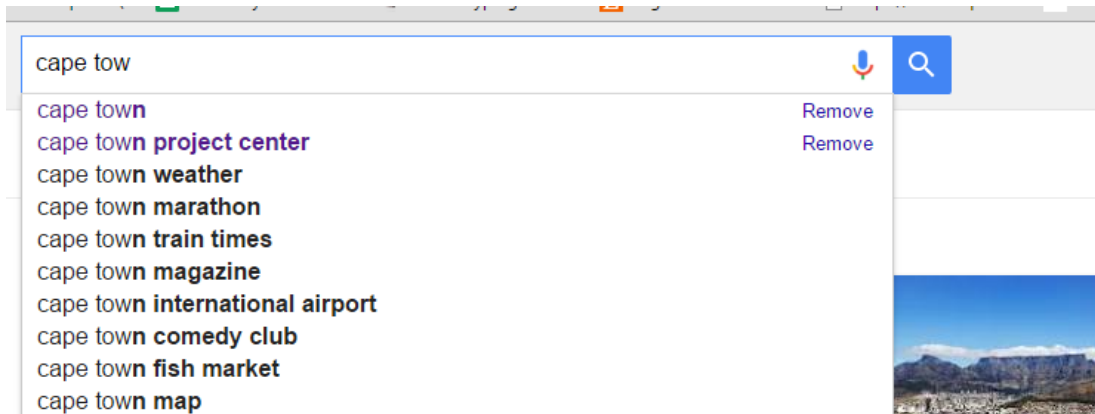 cape tow
cape town Remove
cape town project center Remove
cape town weather
cape town marathon
cape town train times
cape town magazine
cape town international airport
cape town comedy club
cape town fish market
cape town map